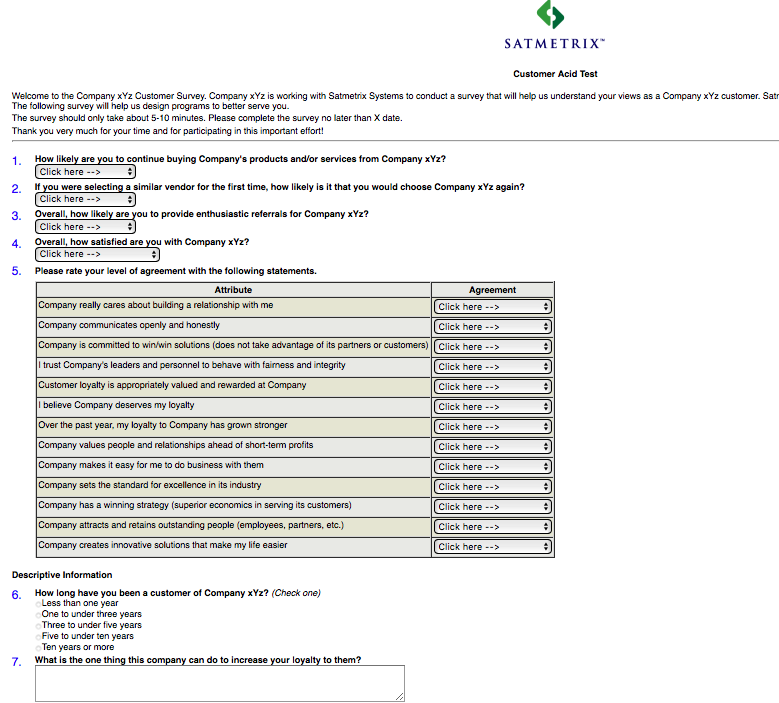 SATMETRIX™
Customer Acid Test
Welcome to the Company xYz Customer Survey. Company xYz is working with Satmetrix Systems to conduct a survey that will help us understand your views as a Company xYz customer. Sat
The following survey will help us design programs to better serve you.
The survey should only take about 5-10 minutes. Please complete the survey no later than X date.
Thank you very much for your time and for participating in this important effort!
1. How likely are you to continue buying Company's products and/or services from Company xYz?
Click here -->
2. If you were selecting a similar vendor for the first time, how likely is it that you would choose Company xYz again?
Click here -->
3. Overall, how likely are you to provide enthusiastic referrals for Company xYz?
Click here -->
4. Overall, how satisfied are you with Company xYz?
Click here -->
5. Please rate your level of agreement with the following statements.
Attribute Agreement
Company really cares about building a relationship with me Click here -->
Company communicates openly and honestly Click here -->
Company is committed to win/win solutions (does not take advantage of its partners or customers) Click here -->
I trust Company's leaders and personnel to behave with fairness and integrity Click here -->
Customer loyalty is appropriately valued and rewarded at Company Click here -->
I believe Company deserves my loyalty Click here -->
Over the past year, my loyalty to Company has grown stronger Click here -->
Company values people and relationships ahead of short-term profits Click here -->
Company makes it easy for me to do business with them Click here -->
Company sets the standard for excellence in its industry Click here -->
Company has a winning strategy (superior economics in serving its customers) Click here -->
Company attracts and retains outstanding people (employees, partners, etc.) Click here -->
Company creates innovative solutions that make my life easier Click here -->
Descriptive Information
6. How long have you been a customer of Company xYz? (Check one)
Less than one year
One to under three years
Three to under five years
Five to under ten years
Ten years or more
7. What is the one thing this company can do to increase your loyalty to them?